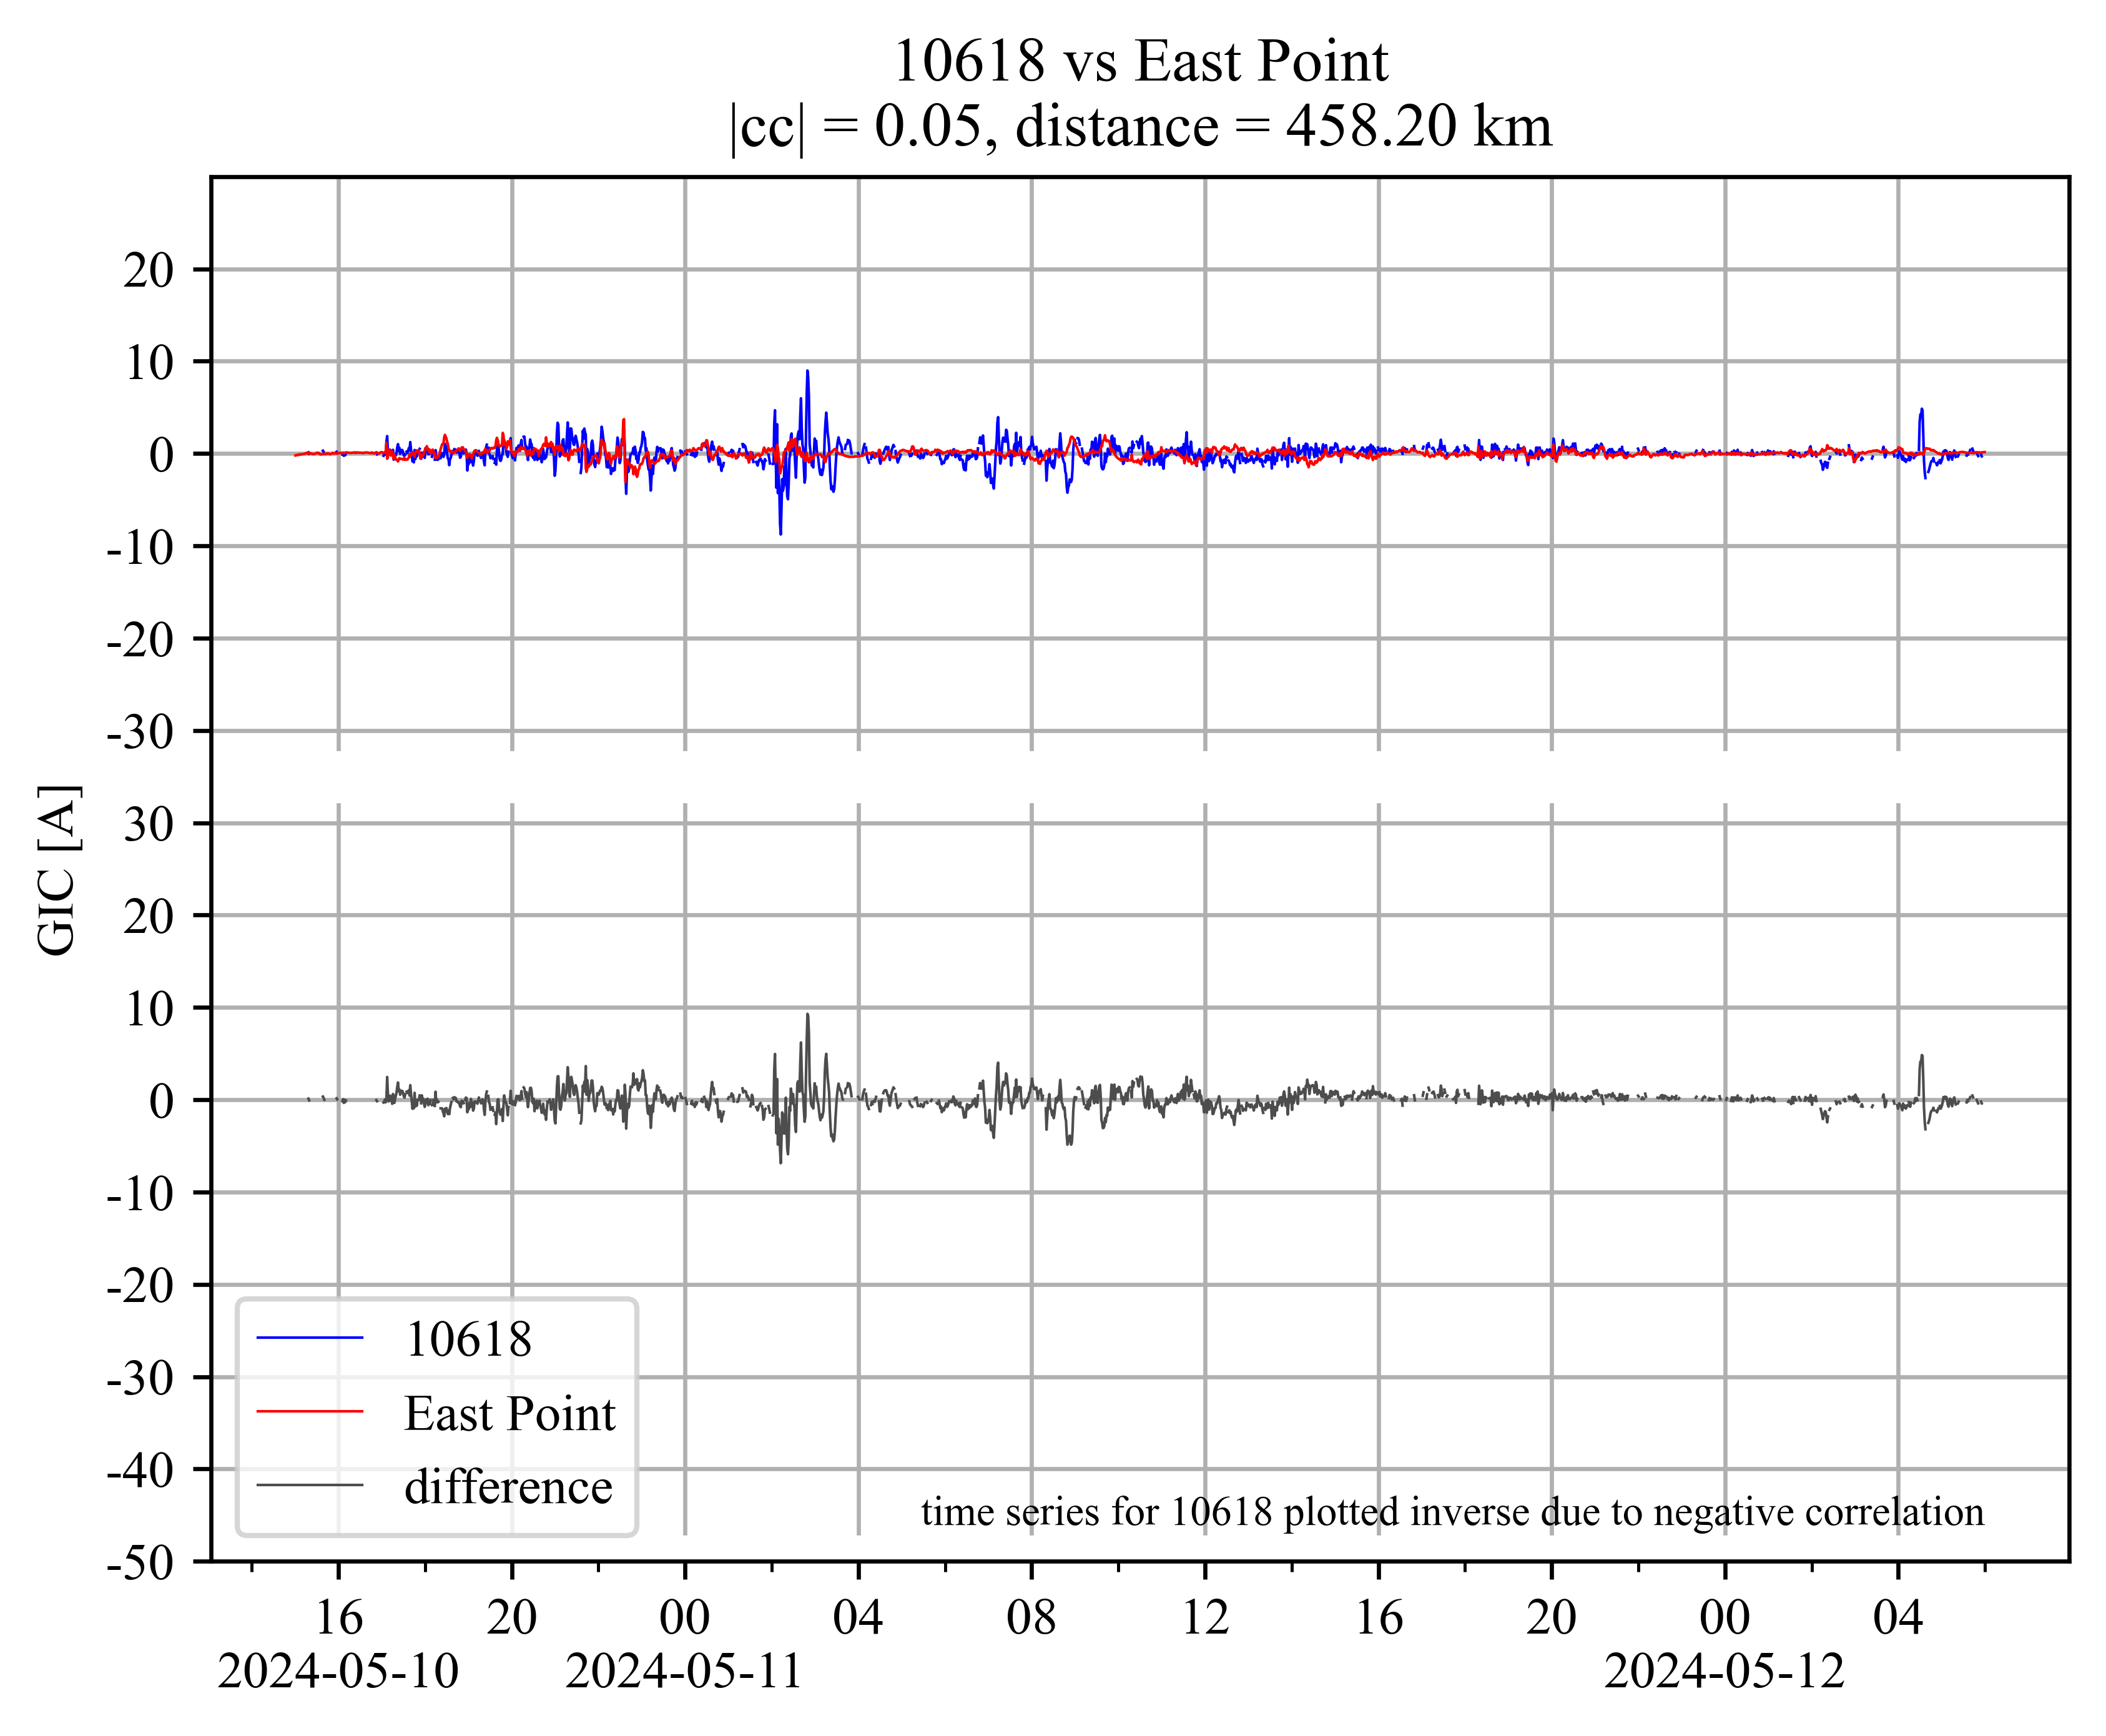 10618 vs East Point
|cc| = 0.05, distance = 458.20 km
GIC [A]
20
10
0
-10
-20
-30
30
20
10
0
-10
-20
-30
-40
-50
10618
East Point
difference
time series for 10618 plotted inverse due to negative correlation
16 20 00 04 08 12 16 20 00 04
2024-05-10 2024-05-11 2024-05-12